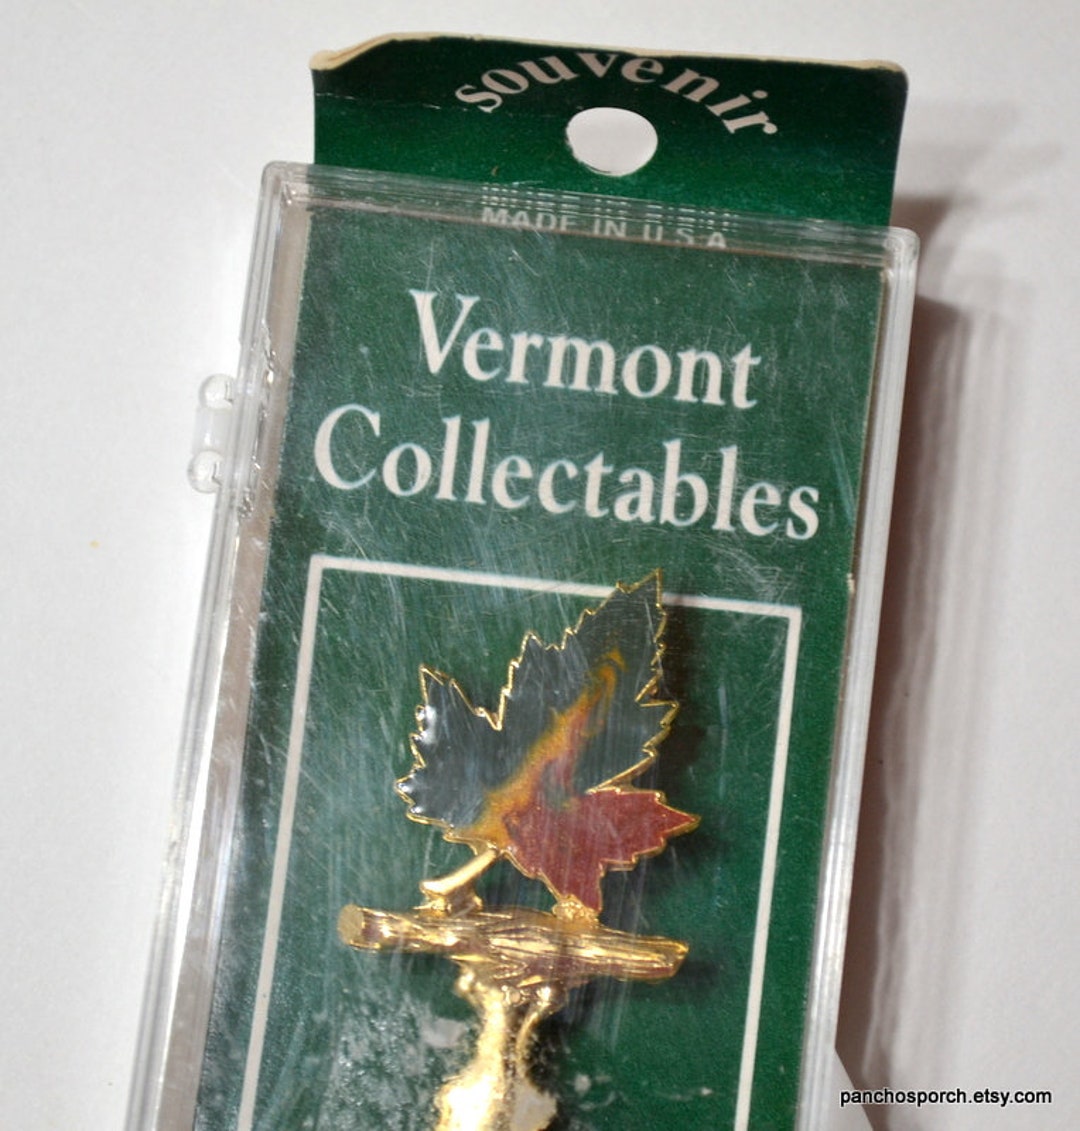 souvenir
MADE IN U.S.A.
Vermont
Collectables
panchosporch.etsy.com